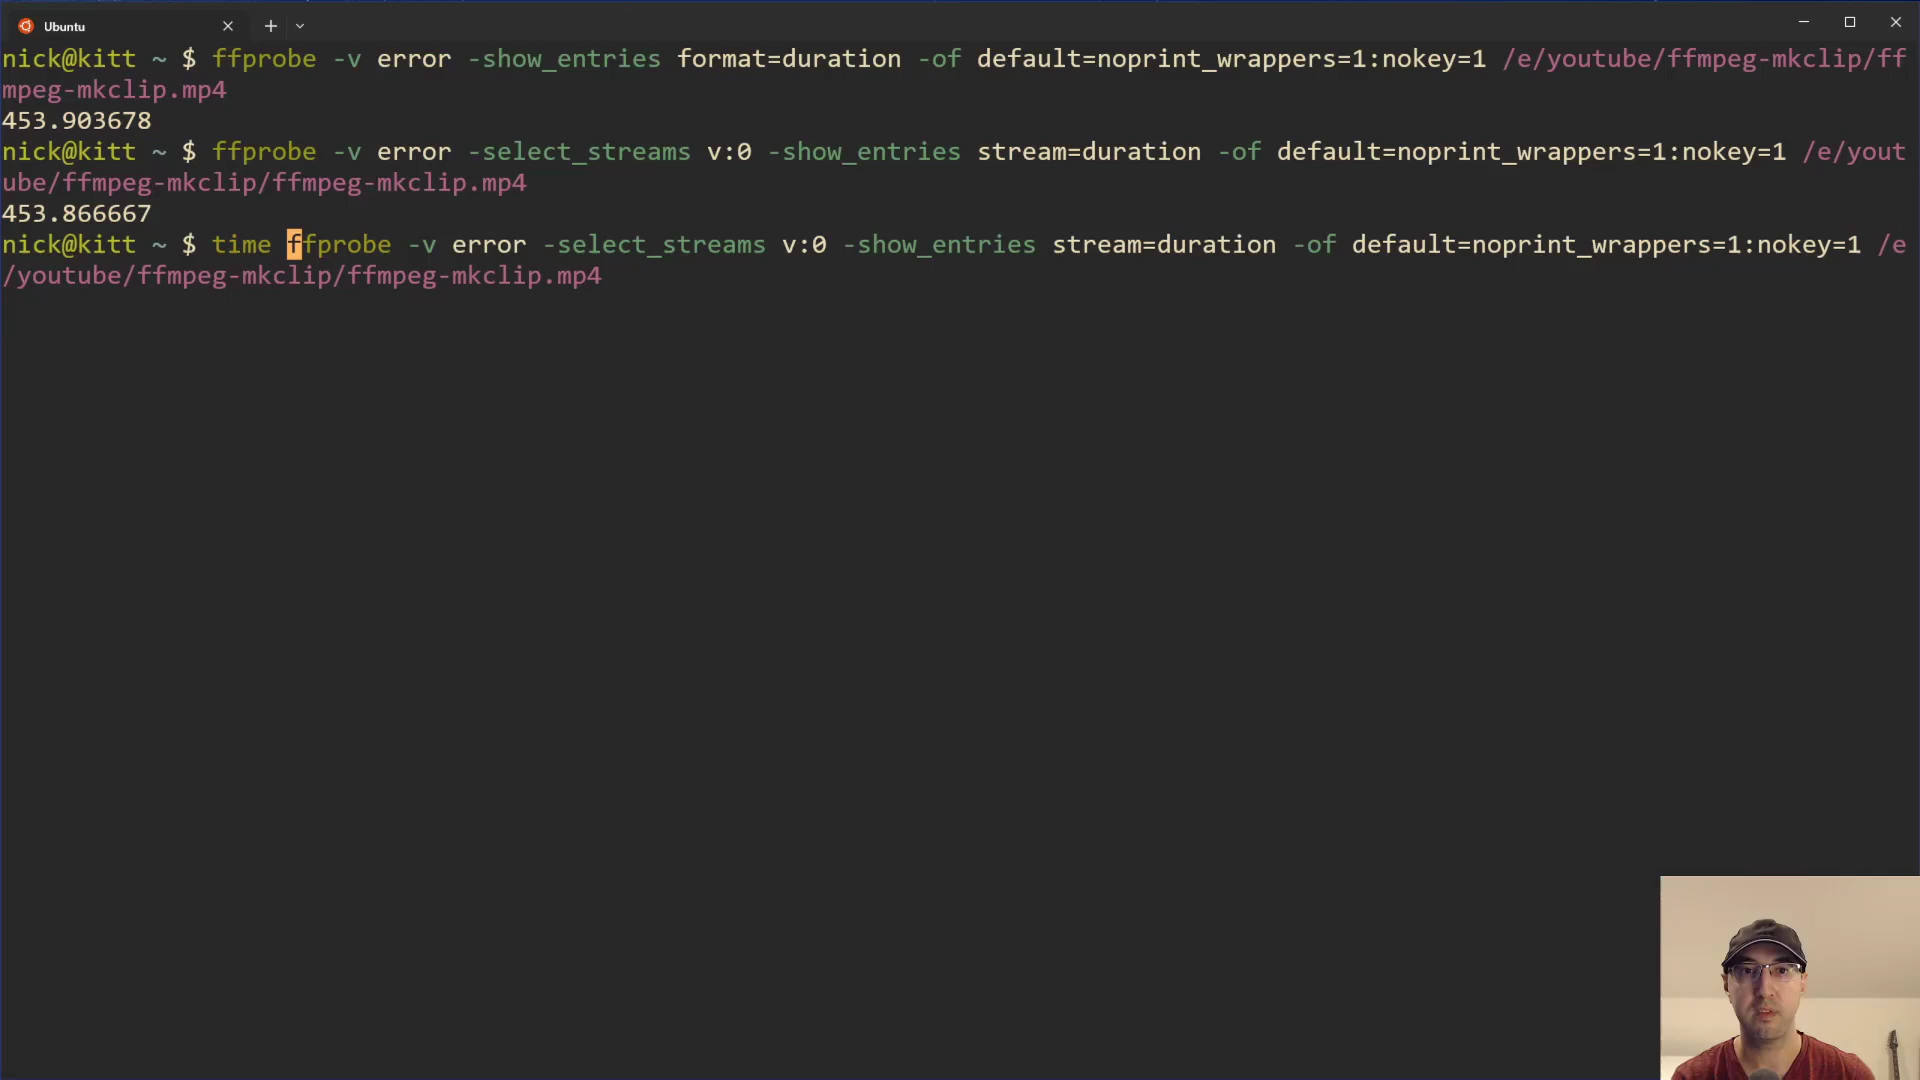 Ubuntu
nick@kitt ~ $ ffprobe -v error -show_entries format=duration -of default=noprint_wrappers=1:nokey=1 /e/youtube/ffmpeg-mkclip/ff
mpeg-mkclip.mp4
453.903678
nick@kitt ~ $ ffprobe -v error -select_streams v:0 -show_entries stream=duration -of default=noprint_wrappers=1:nokey=1 /e/yout
ube/ffmpeg-mkclip/ffmpeg-mkclip.mp4
453.866667
nick@kitt ~ $ time ffprobe -v error -select_streams v:0 -show_entries stream=duration -of default=noprint_wrappers=1:nokey=1 /e
/youtube/ffmpeg-mkclip/ffmpeg-mkclip.mp4